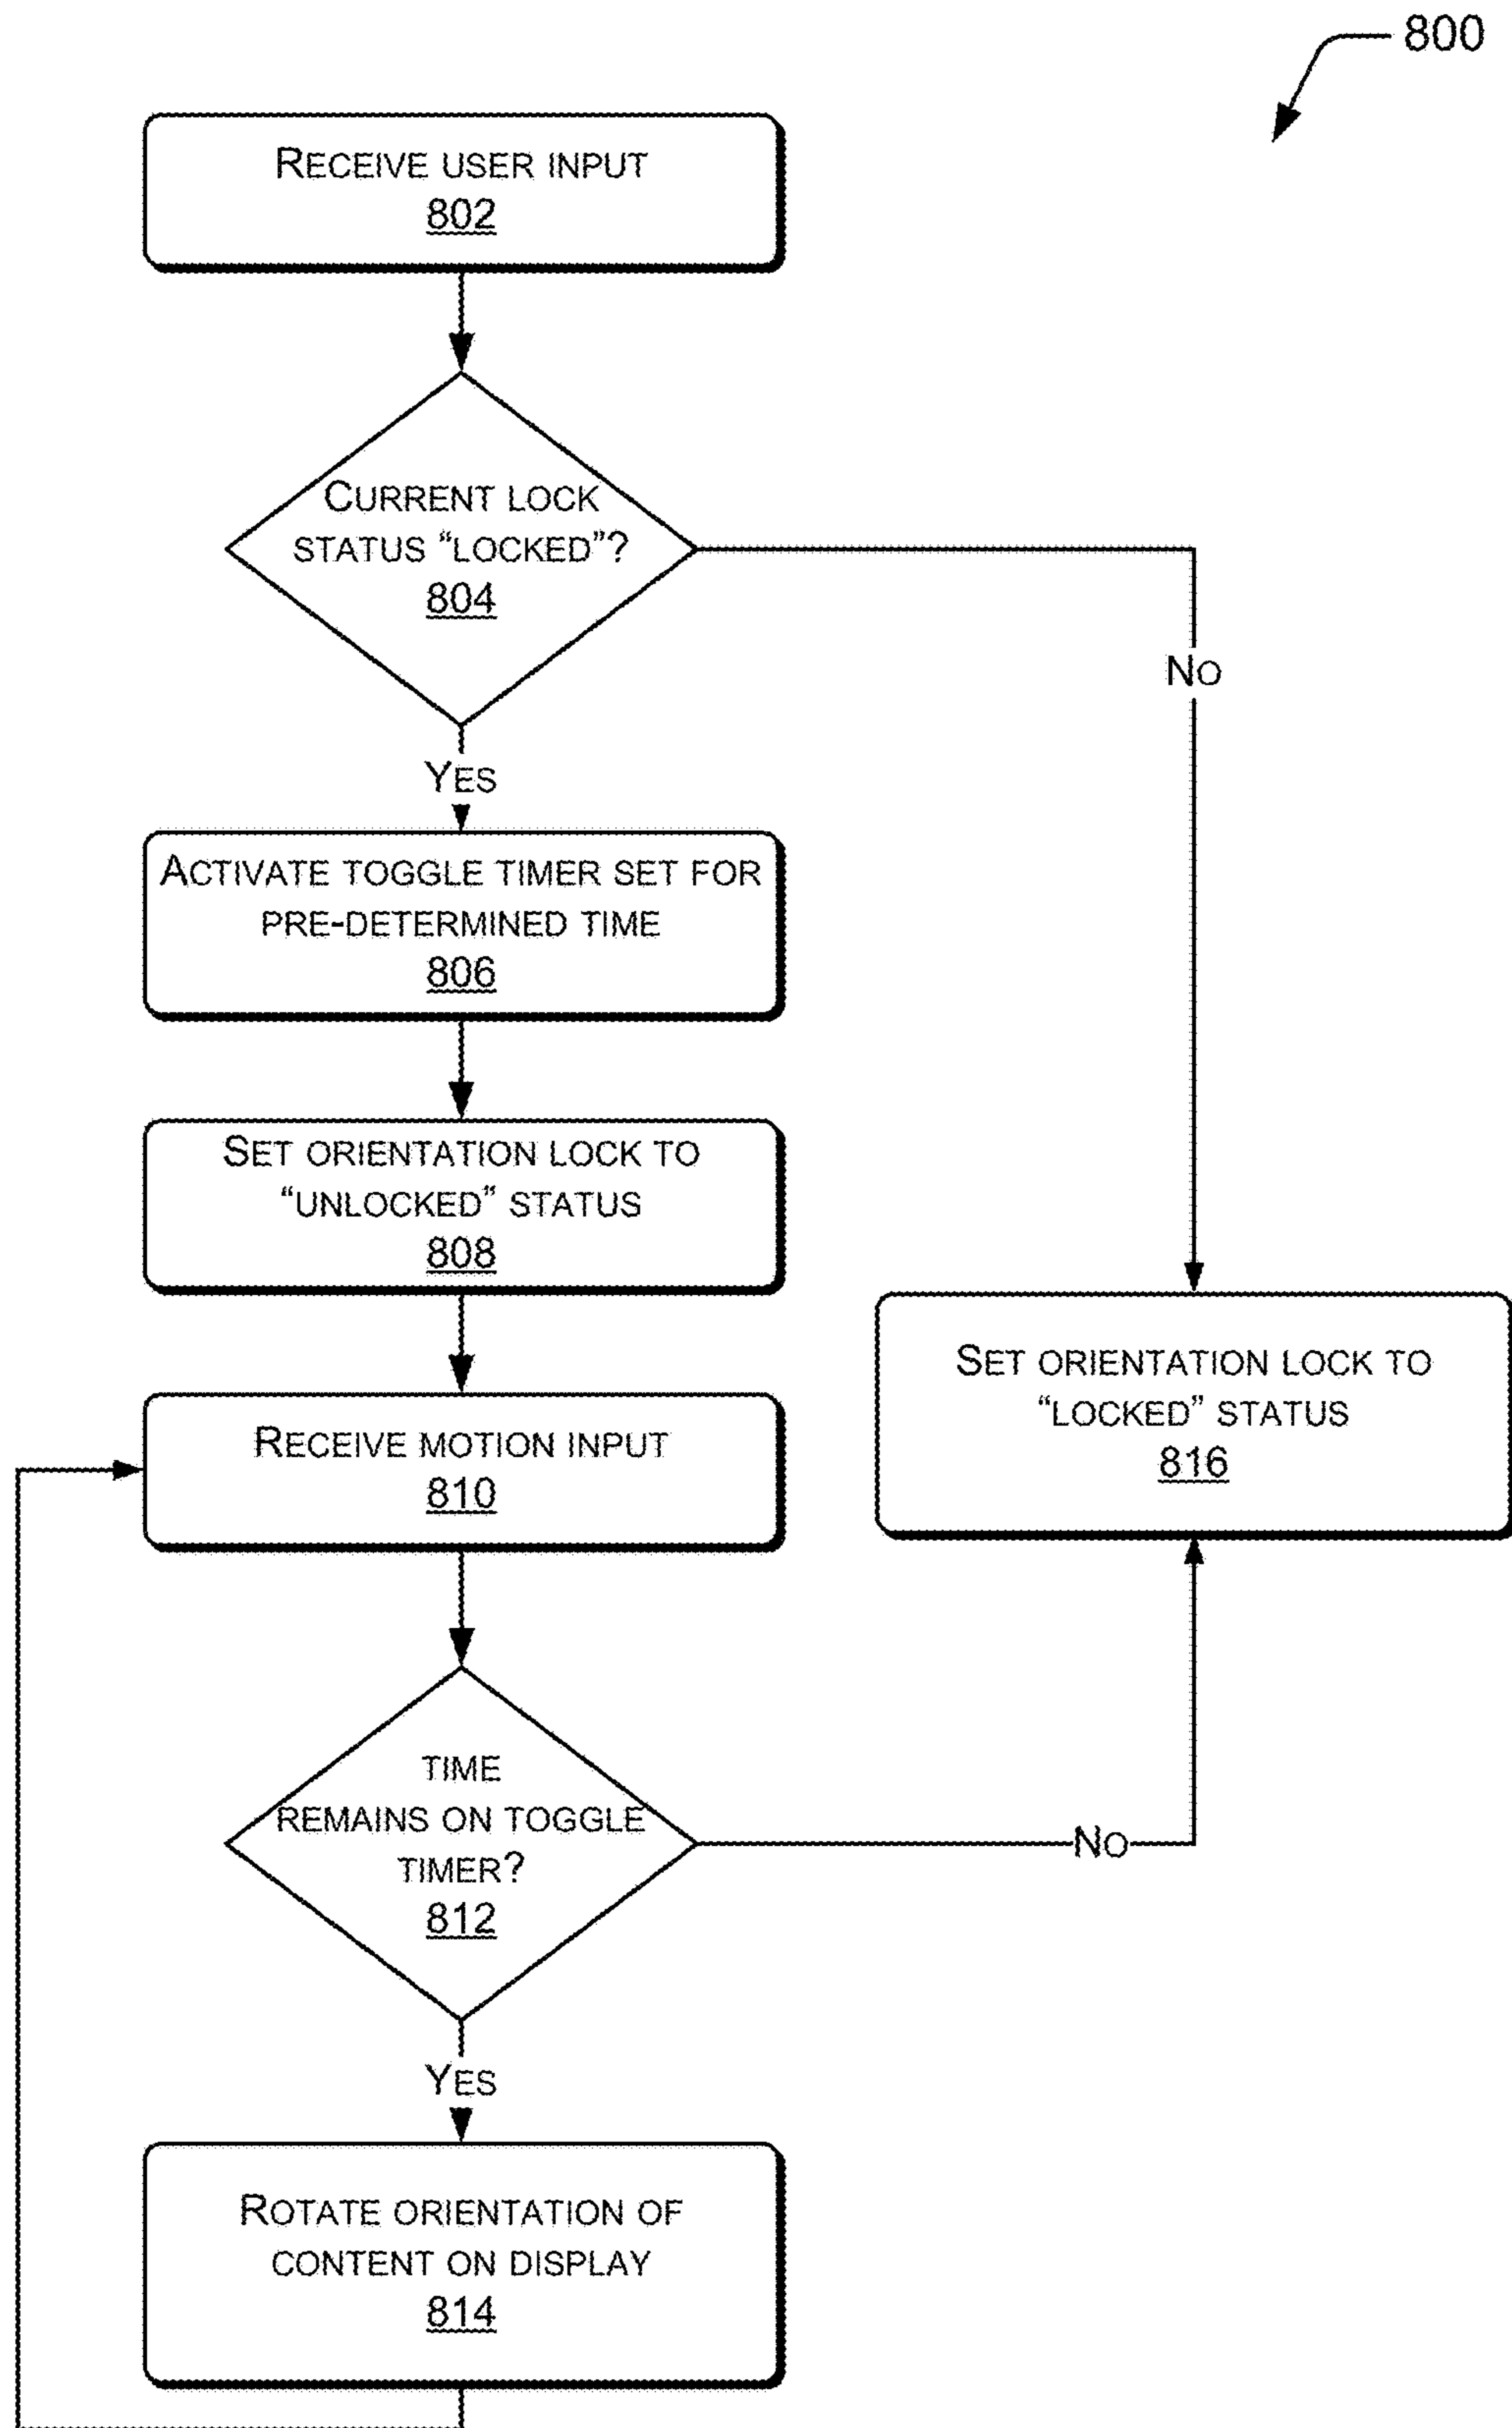 800
RECEIVE USER INPUT
802
CURRENT LOCK
STATUS “LOCKED”?
804
NO
YES
ACTIVATE TOGGLE TIMER SET FOR
PRE-DETERMINED TIME
806
SET ORIENTATION LOCK TO
“UNLOCKED” STATUS
808
SET ORIENTATION LOCK TO
“LOCKED” STATUS
816
RECEIVE MOTION INPUT
810
TIME
REMAINS ON TOGGLE
TIMER?
812
NO
YES
ROTATE ORIENTATION OF
CONTENT ON DISPLAY
814